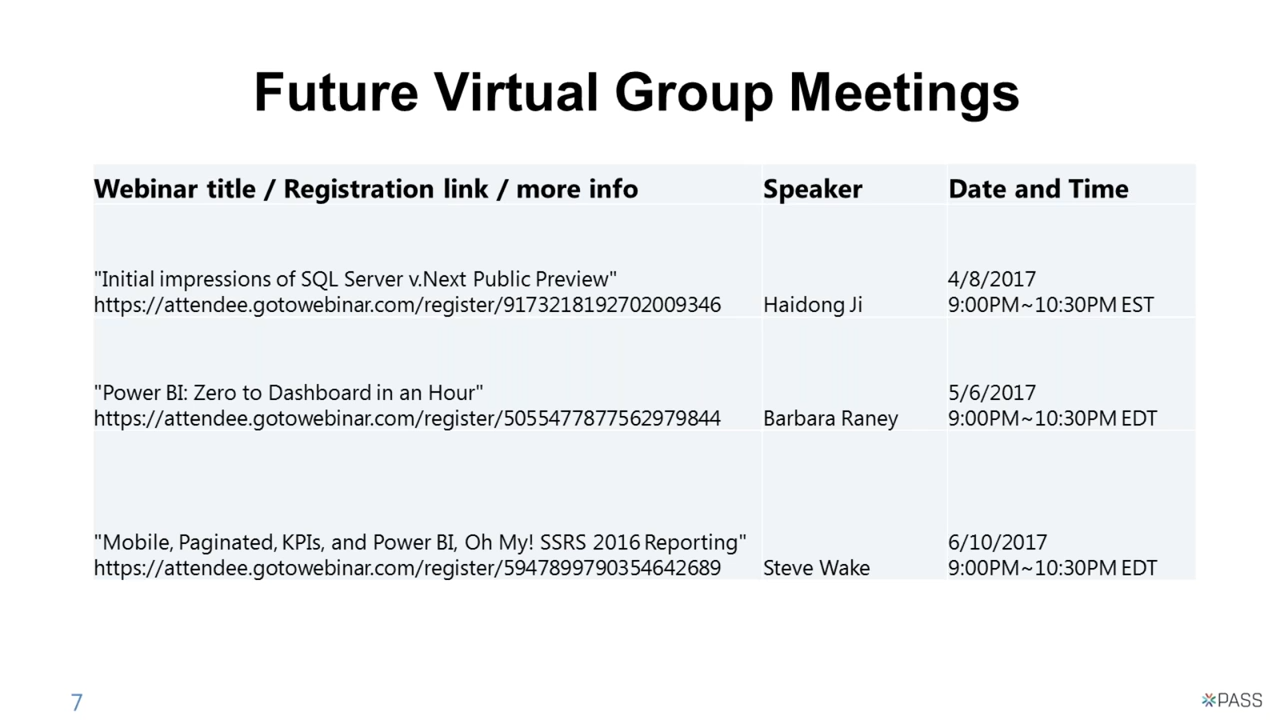 Future Virtual Group Meetings
Webinar title / Registration link / more info Speaker Date and Time
"Initial impressions of SQL Server v.Next Public Preview" 4/8/2017
https://attendee.gotowebinar.com/register/9173218192702009346 Haidong Ji 9:00PM~10:30PM EST
"Power BI: Zero to Dashboard in an Hour" 5/6/2017
https://attendee.gotowebinar.com/register/5055477877562979844 Barbara Raney 9:00PM~10:30PM EDT
"Mobile, Paginated, KPIs, and Power BI, Oh My! SSRS 2016 Reporting" 6/10/2017
https://attendee.gotowebinar.com/register/5947899790354642689 Steve Wake 9:00PM~10:30PM EDT
7
PASS